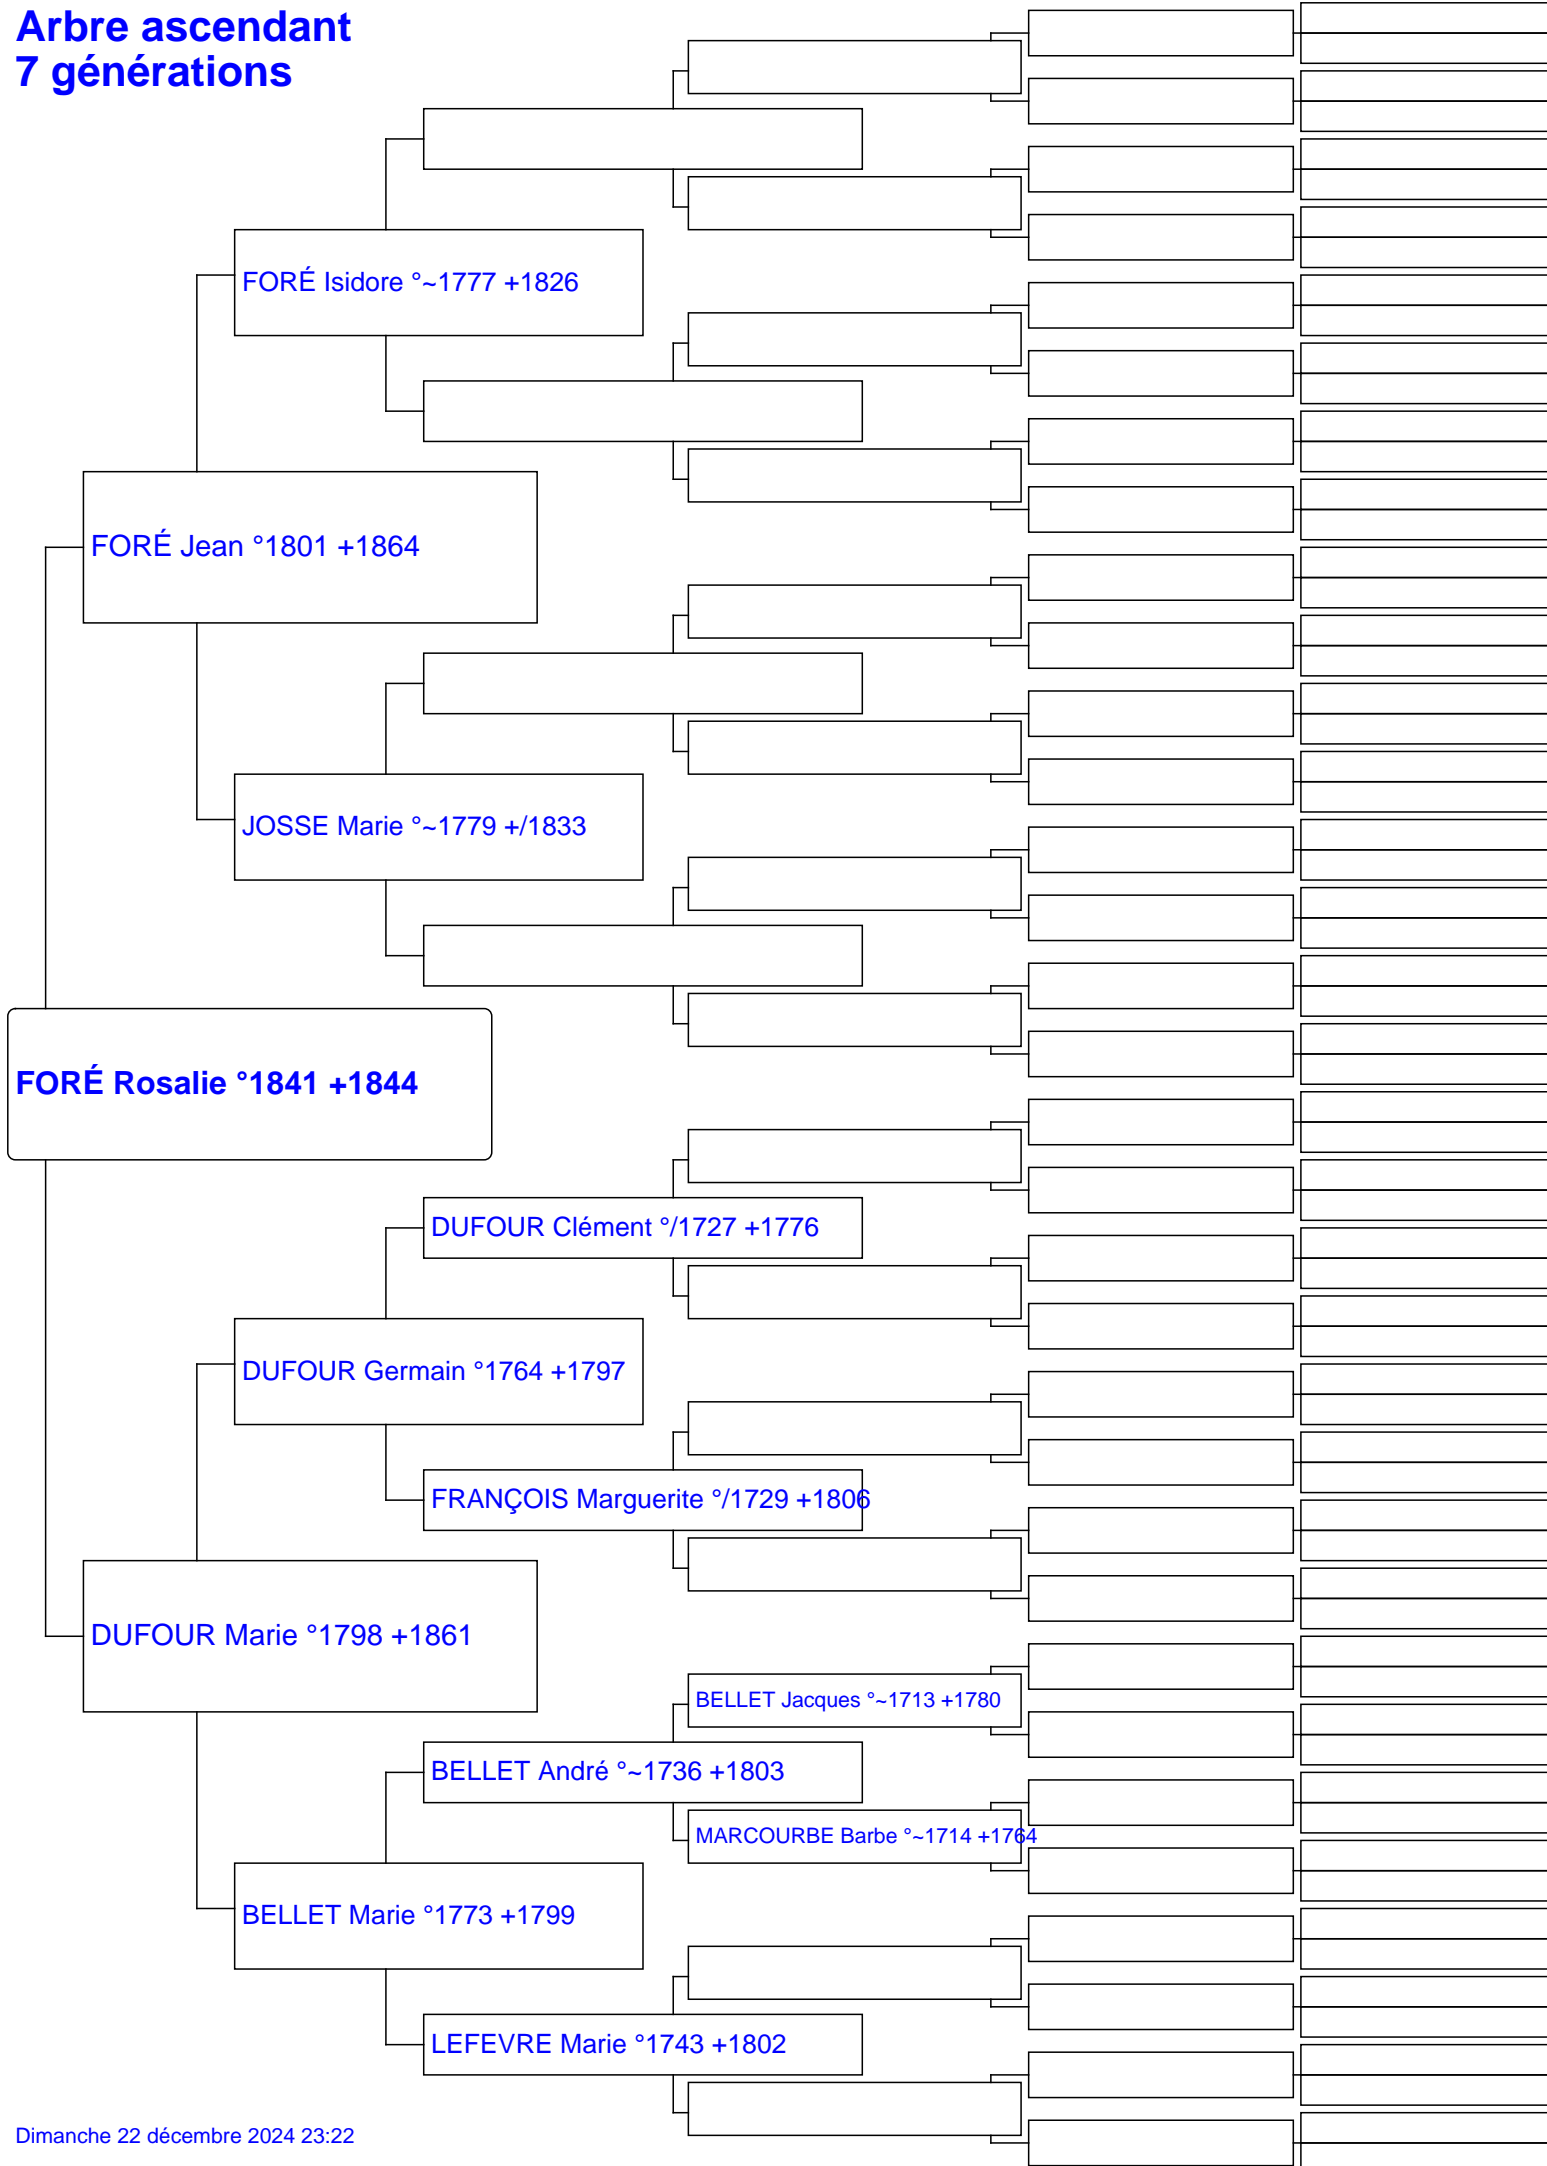 Arbre ascendant
7 générations
FORÉ Isidore °~1777 +1826
FORÉ Jean °1801 +1864
JOSSE Marie °~1779 +/1833
FORÉ Rosalie °1841 +1844
DUFOUR Clément °/1727 +1776
DUFOUR Germain °1764 +1797
FRANÇOIS Marguerite °/1729 +1806
DUFOUR Marie °1798 +1861
BELLET Jacques °~1713 +1780
BELLET André °~1736 +1803
MARCOURBE Barbe °~1714 +1764
BELLET Marie °1773 +1799
LEFEVRE Marie °1743 +1802
Dimanche 22 décembre 2024 23:22